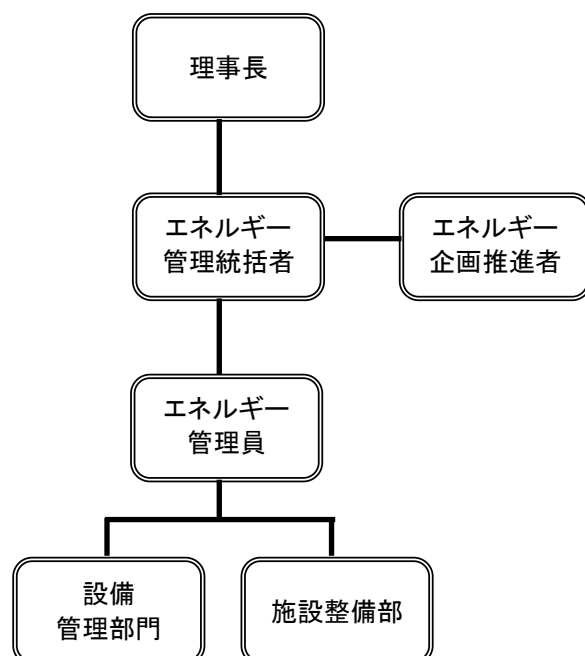 理事長
エネルギー
管理統括者
エネルギー
企画推進者
エネルギー
管理員
設備
管理部門
施設整備部